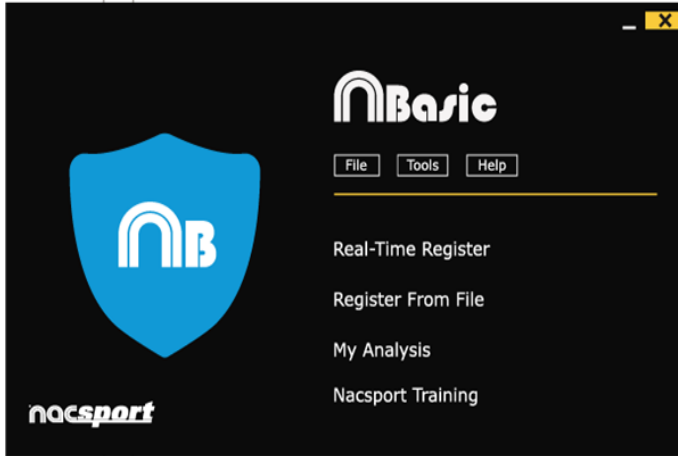 X
nBasic
File Tools Help
nB
Real-Time Register
Register From File
My Analysis
Nacsport Training
nacsport